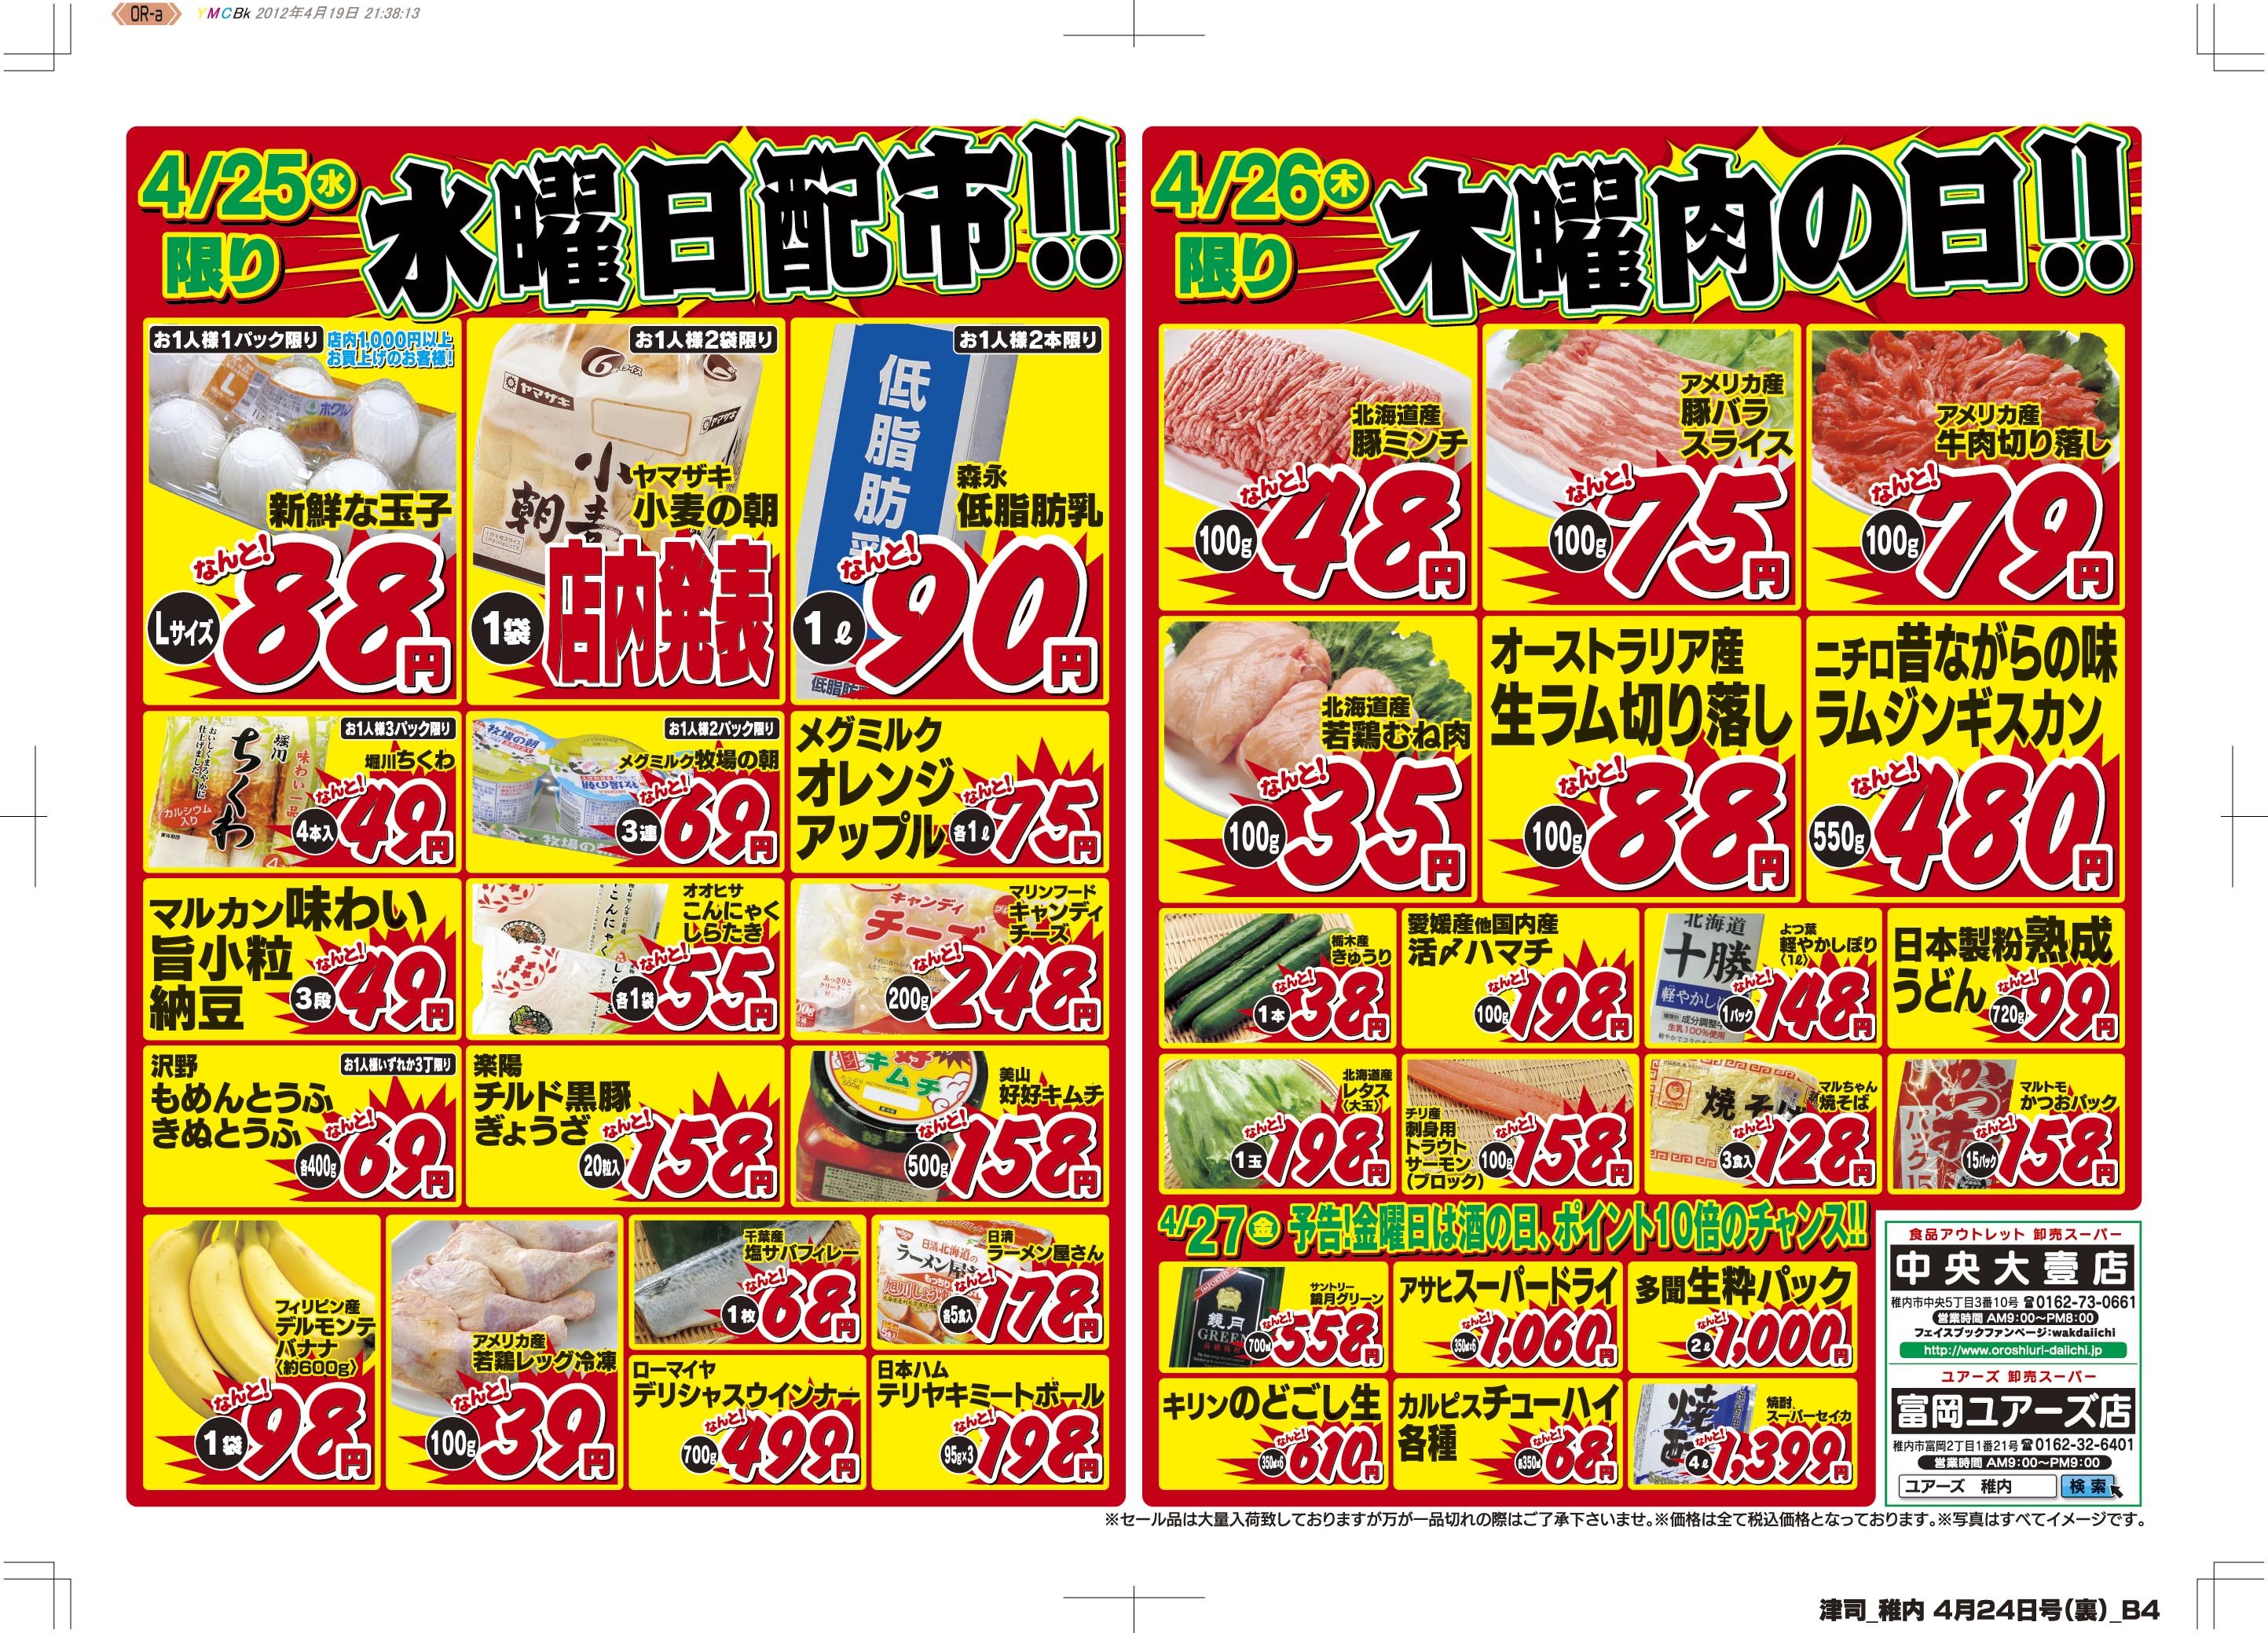 OR-a
YMCBk 2012年4月19日 21:38:13
4/25水
限り
水曜日配市!!
お1人様1パック限り
店内1,000円以上
お買上げのお客様!
新鮮な玉子
なんと!
Lサイズ
88円
お1人様2袋限り
ヤマザキ
小麦の朝
1袋
店内発表
お1人様2本限り
低脂肪乳
森永
低脂肪乳
なんと!
1ℓ
90円
お1人様3パック限り
堀川ちくわ
なんと!
4本入
49円
お1人様2パック限り
メグミルク牧場の朝
なんと!
3連
69円
メグミルク
オレンジ
アップル
なんと!
各1ℓ
75円
マルカン味わい
旨小粒
納豆
なんと!
3段
49円
オオヒサ
こんにゃく
しらたき
なんと!
各1袋
55円
マリンフード
キャンディ
チーズ
なんと!
200g
248円
沢野
お1人様いずれか3丁限り
もめんとうふ
きぬとうふ
なんと!
各400g
69円
楽陽
チルド黒豚
ぎょうざ
なんと!
20粒入
158円
美山
好好キムチ
なんと!
500g
158円
フィリピン産
デルモンテ
バナナ
〈約600g〉
なんと!
1袋
98円
アメリカ産
若鶏レッグ冷凍
なんと!
100g
39円
千葉産
塩サバフィレー
なんと!
1枚
68円
日清
ラーメン屋さん
なんと!
各5食入
178円
ローマイヤ
デリシャスウインナー
なんと!
700g
499円
日本ハム
テリヤキミートボール
なんと!
95g×3
198円
4/26木
限り
木曜肉の日!!
北海道産
豚ミンチ
なんと!
100g
48円
アメリカ産
豚バラ
スライス
なんと!
100g
75円
アメリカ産
牛肉切り落し
なんと!
100g
79円
北海道産
若鶏むね肉
なんと!
100g
35円
オーストラリア産
生ラム切り落し
なんと!
100g
88円
ニチロ昔ながらの味
ラムジンギスカン
なんと!
550g
480円
栃木産
きゅうり
なんと!
1本
38円
愛媛産他国内産
活〆ハマチ
なんと!
100g
198円
よつ葉
軽やかしぼり
〈1ℓ〉
なんと!
1パック
148円
日本製粉熟成
うどん
なんと!
720g
99円
北海道産
レタス
〈大玉〉
なんと!
1玉
198円
チリ産
刺身用
トラウト
サーモン
(ブロック)
なんと!
100g
158円
マルちゃん
焼そば
なんと!
3食入
128円
マルトモ
かつおパック
なんと!
15パック
158円
4/27金 予告!金曜日は酒の日、ポイント10倍のチャンス!!
サントリー
鏡月グリーン
なんと!
700ml
558円
アサヒスーパードライ
なんと!
350ml×6
1,060円
多聞生粋パック
なんと!
2ℓ
1,000円
キリンのどごし生
なんと!
350ml×6
610円
カルピスチューハイ
各種
なんと!
各350ml
68円
焼酎
スーパーセイカ
なんと!
4ℓ
1,399円
食品アウトレット 卸売スーパー
中央大壹店
稚内市中央5丁目3番10号 ☎0162-73-0661
営業時間 AM9:00〜PM8:00
フェイスブックファンページ:wakdaiichi
http://www.oroshiuri-daiichi.jp
ユアーズ 卸売スーパー
富岡ユアーズ店
稚内市富岡2丁目1番21号 ☎0162-32-6401
営業時間 AM9:00〜PM9:00
ユアーズ 稚内 検索
※セール品は大量入荷致しておりますが万が一品切れの際はご了承下さいませ。※価格は全て税込価格となっております。※写真はすべてイメージです。
津司_稚内 4月24日号(裏)_B4